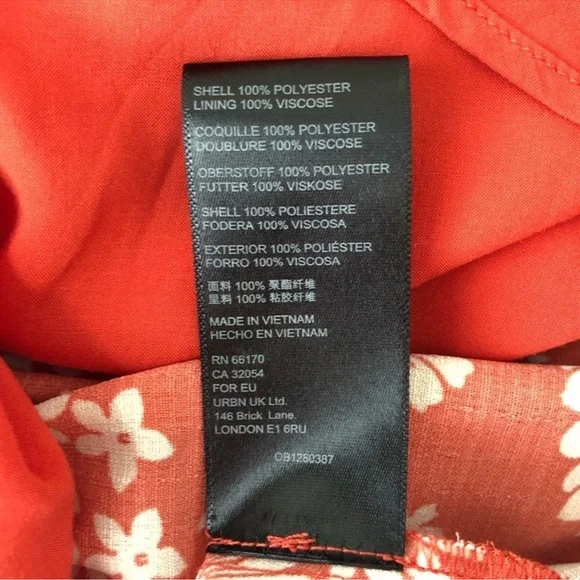 SHELL 100% POLYESTER
LINING 100% VISCOSE
COQUILLE 100% POLYESTER
DOUBLURE 100% VISCOSE
OBERSTOFF 100% POLYESTER
FUTTER 100% VISKOSE
SHELL 100% POLIESTERE
FODERA 100% VISCOSA
EXTERIOR 100% POLIÉSTER
FORRO 100% VISCOSA
面料 100% 聚酯纤维
里料 100% 粘胶纤维
MADE IN VIETNAM
HECHO EN VIETNAM
RN 66170
CA 32054
FOR EU
URBN UK Ltd.
146 Brick Lane.
LONDON E1 6RU
OB1280387